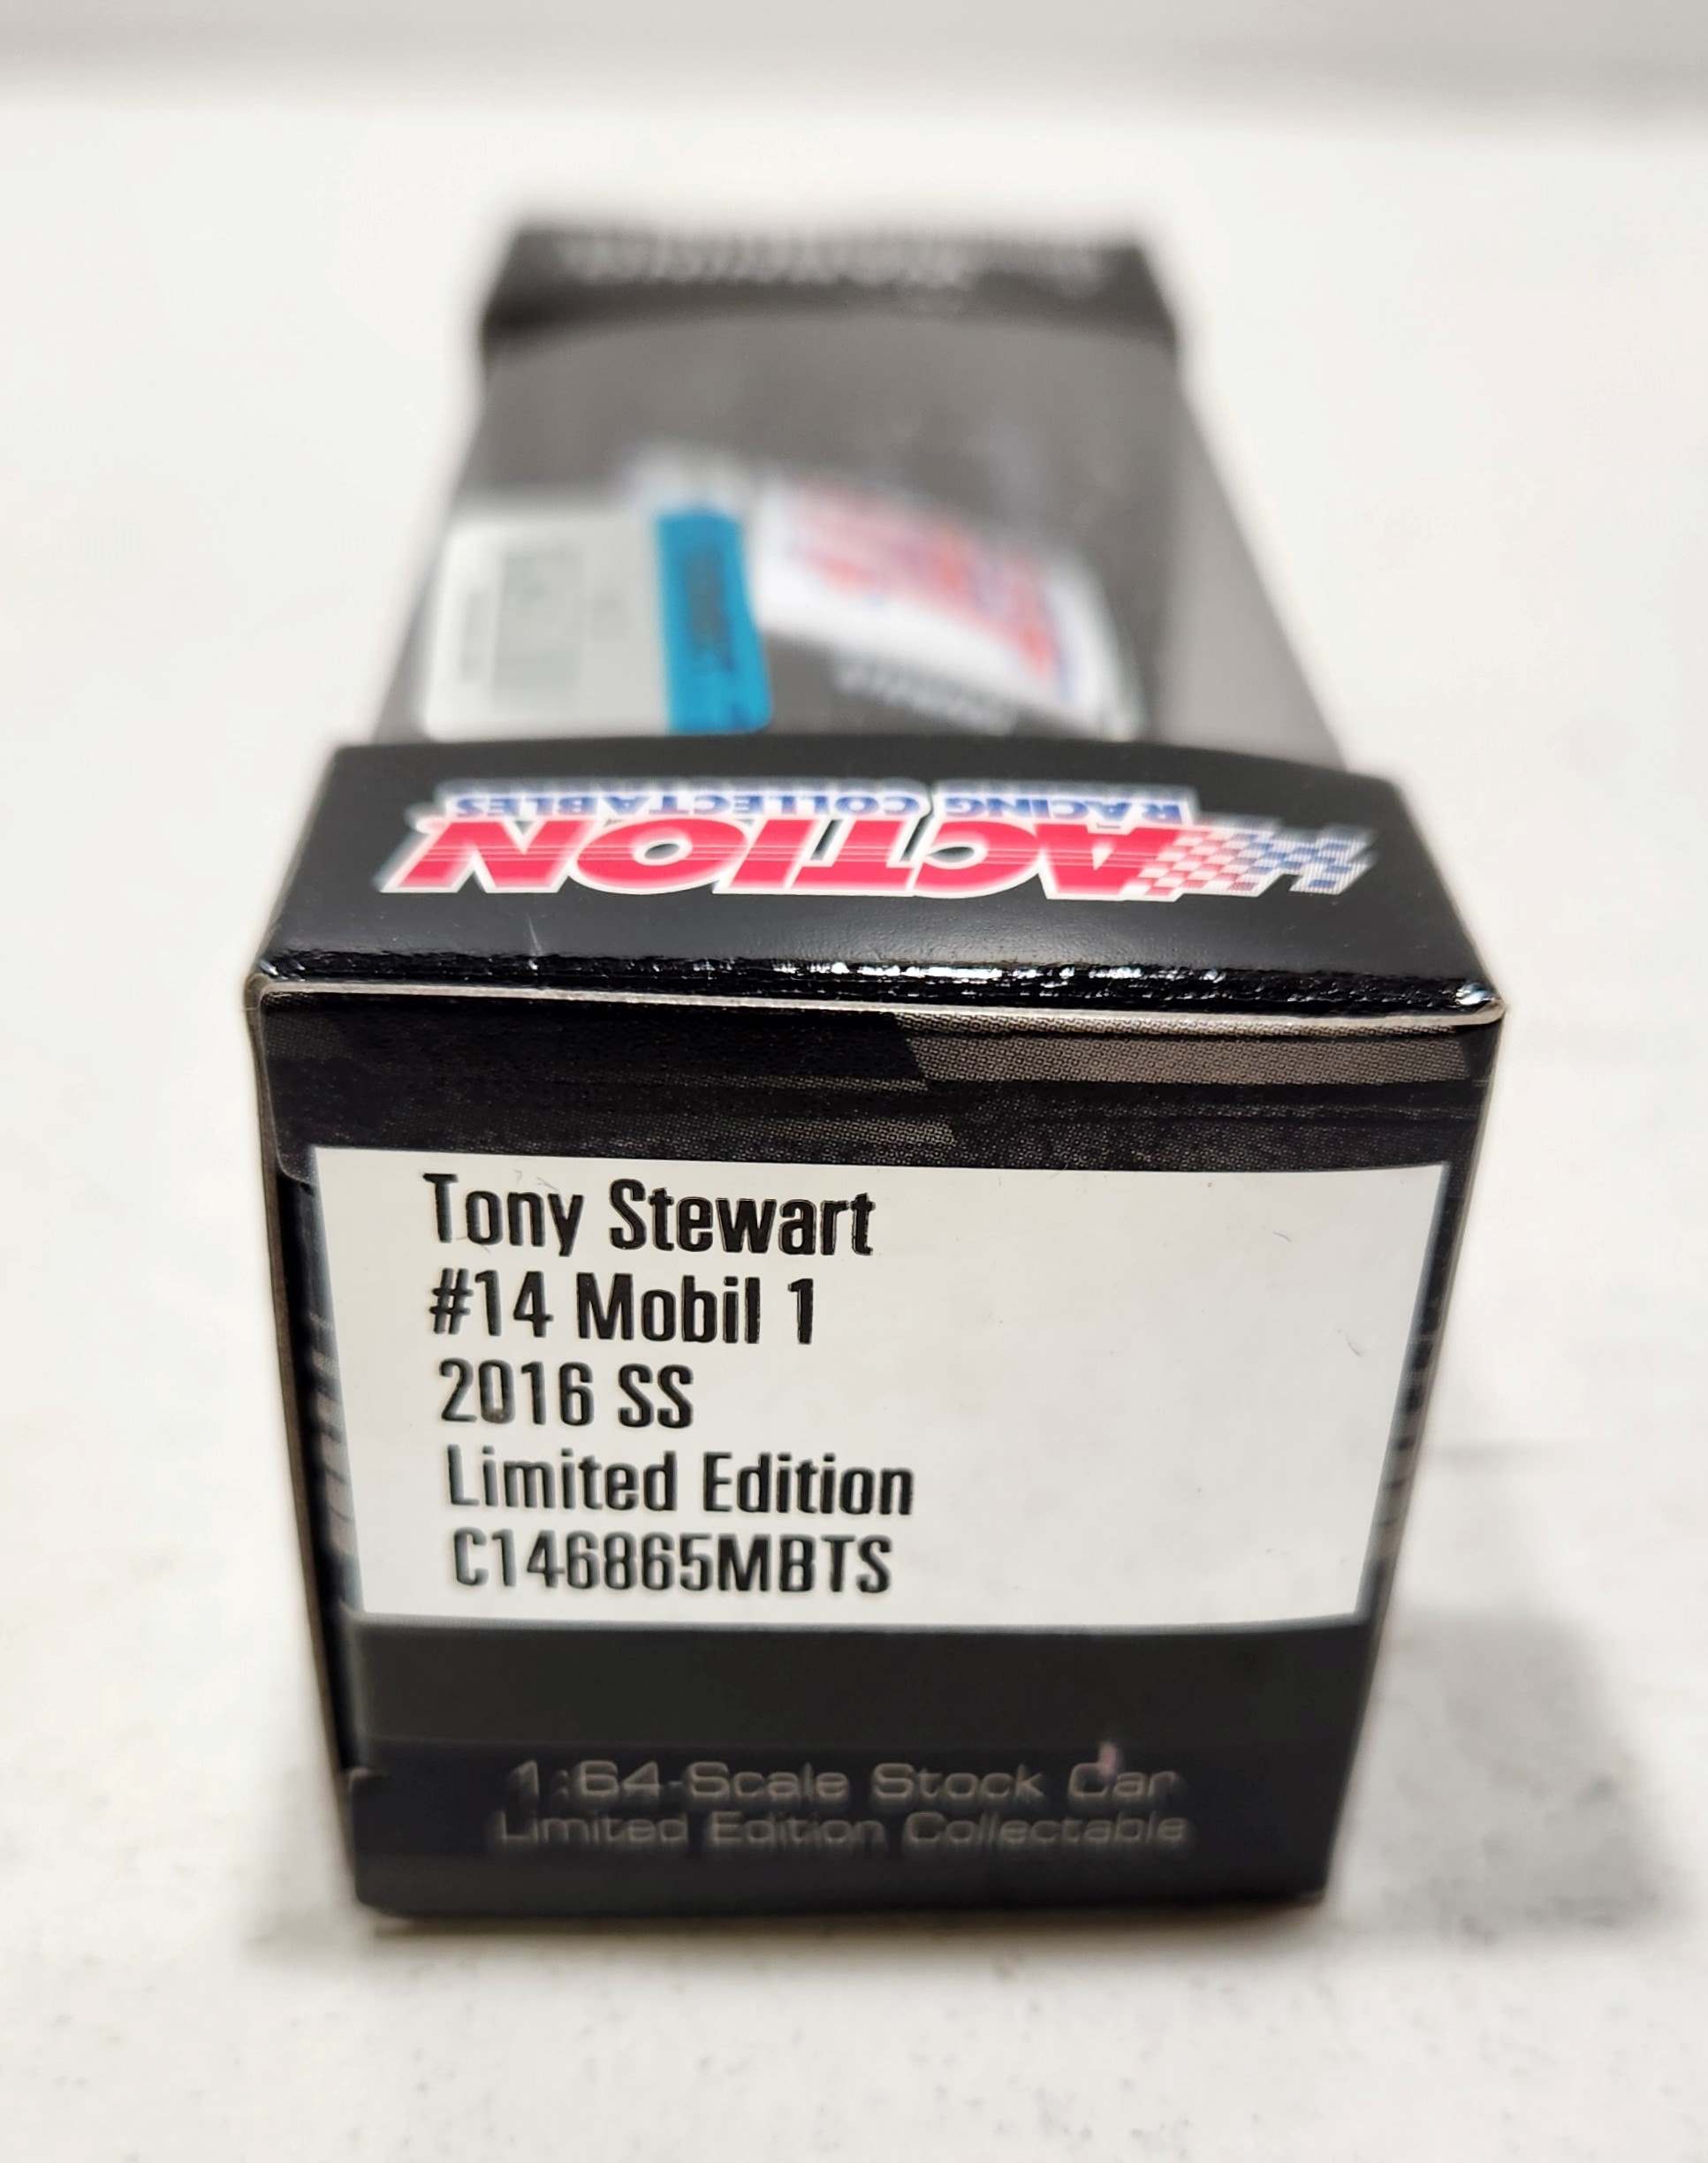 ACTION
RACING COLLECTABLES
Tony Stewart
#14 Mobil 1
2016 SS
Limited Edition
C146865MBTS
1:64-Scale Stock Car
Limited Edition Collectable